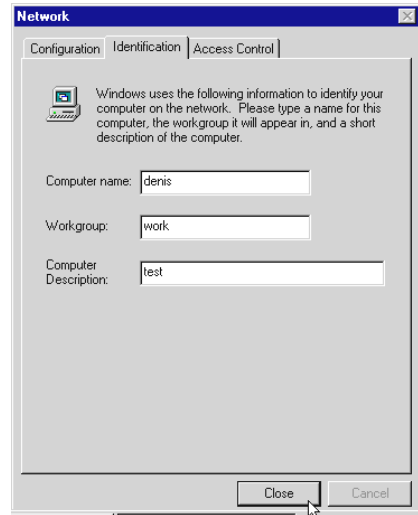 Network
Configuration Identification Access Control
Windows uses the following information to identify your
computer on the network. Please type a name for this
computer, the workgroup it will appear in, and a short
description of the computer.
Computer name: denis
Workgroup: work
Computer
Description: test
Close Cancel